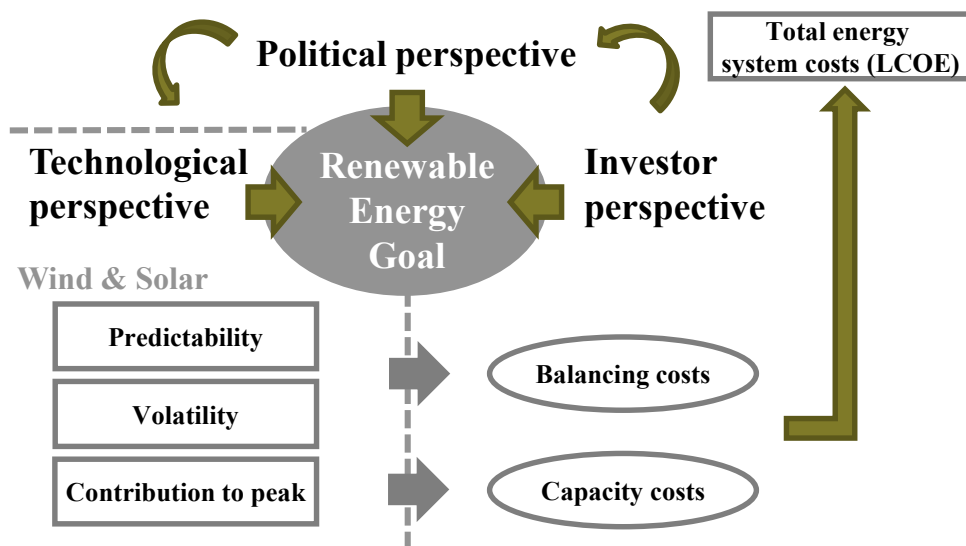 Political perspective
Total energy
system costs (LCOE)
Technological
perspective
Renewable
Energy
Goal
Investor
perspective
Wind & Solar
Predictability
Volatility
Contribution to peak
Balancing costs
Capacity costs